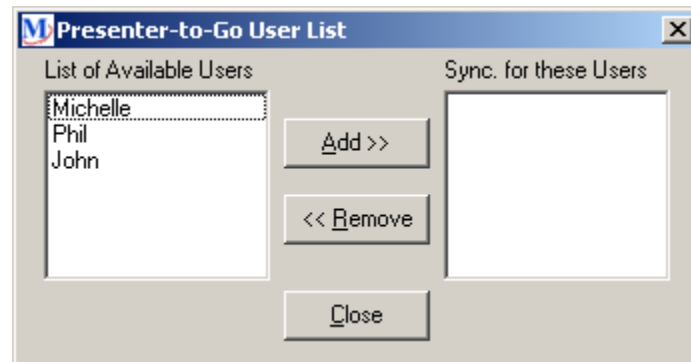 Presenter-to-Go User List
List of Available Users
Sync. for these Users
Michelle
Phil
John
Add >>
<< Remove
Close